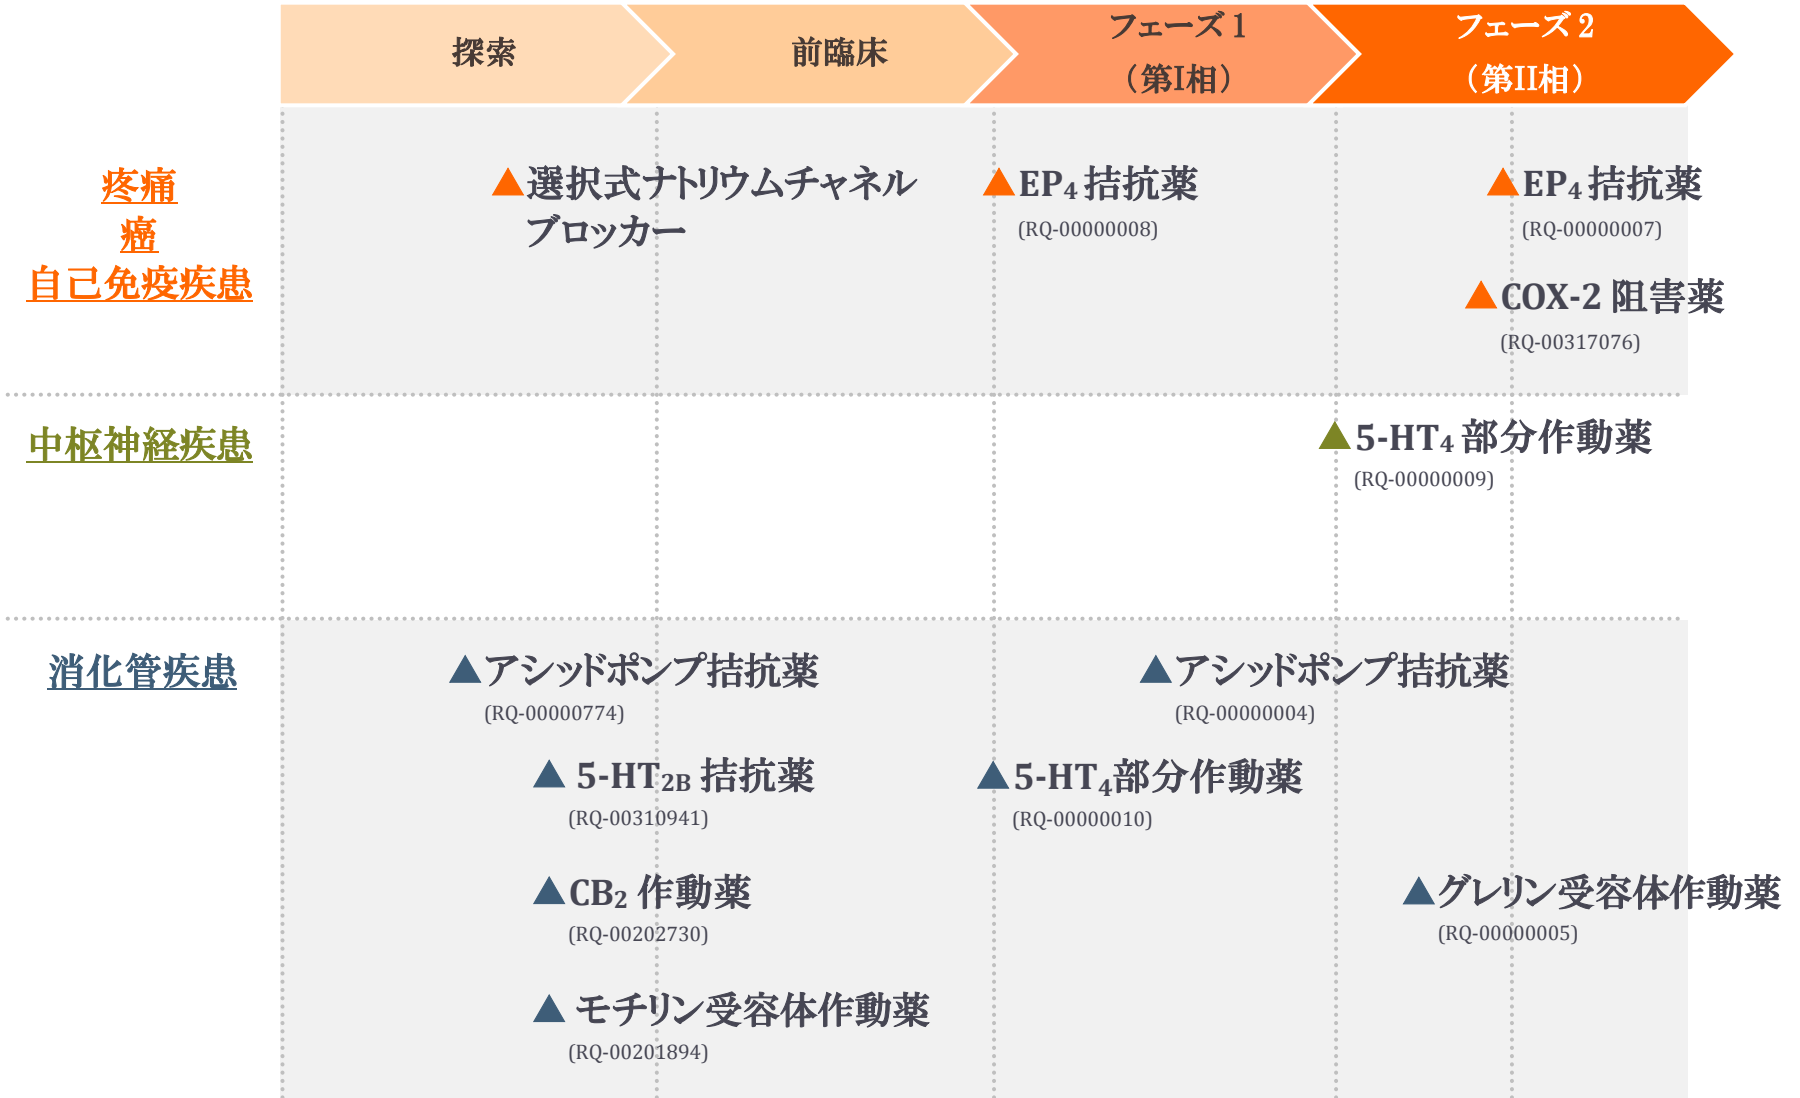 探索
前臨床
フェーズ 1
（第I相）
フェーズ 2
（第II相）
疼痛
癌
自己免疫疾患
▲選択式ナトリウムチャネル
ブロッカー
▲EP4 拮抗薬
(RQ-00000008)
▲EP4 拮抗薬
(RQ-00000007)
▲COX-2 阻害薬
(RQ-00317076)
中枢神経疾患
▲5-HT4 部分作動薬
(RQ-00000009)
消化管疾患
▲アシッドポンプ拮抗薬
(RQ-00000774)
▲アシッドポンプ拮抗薬
(RQ-00000004)
▲ 5-HT2B 拮抗薬
(RQ-00310941)
▲5-HT4部分作動薬
(RQ-00000010)
▲CB2 作動薬
(RQ-00202730)
▲グレリン受容体作動薬
(RQ-00000005)
▲ モチリン受容体作動薬
(RQ-00201894)